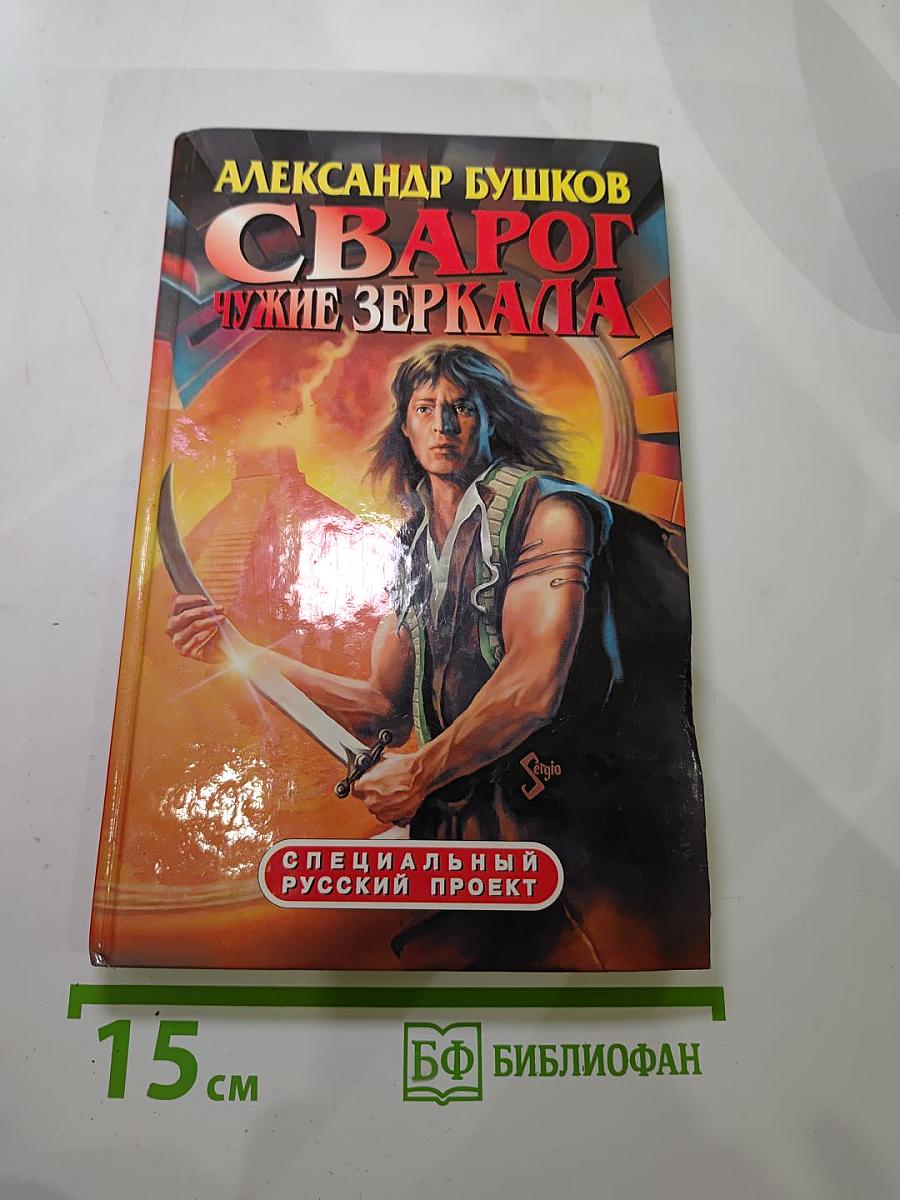 АЛЕКСАНДР БУШКОВ
СВАРОГ
ЧУЖИЕ ЗЕРКАЛА
Sergio
СПЕЦИАЛЬНЫЙ
РУССКИЙ ПРОЕКТ
15 см
БФ БИБЛИОФАН